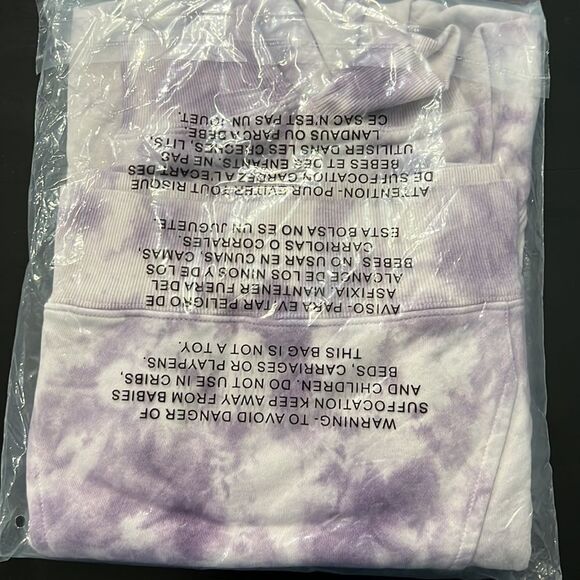 WARNING- TO AVOID DANGER OF
SUFFOCATION KEEP AWAY FROM BABIES
AND CHILDREN. DO NOT USE IN CRIBS,
BEDS, CARRIAGES OR PLAYPENS.
THIS BAG IS NOT A TOY.
AVISO- PARA EVITAR PELIGRO DE
ASFIXIA MANTENER FUERA DEL
ALCANCE DE LOS NINOS Y DE LOS
BEBES. NO USAR EN CUNAS, CAMAS,
CARRIOLAS O CORRALES.
ESTA BOLSA NO ES UN JUGUETE.
ATTENTION- POUR EVITER TOUT RISQUE
DE SUFFOCATION GARDEZ A L'ECART DES
BEBES ET DES ENFANTS. NE PAS
UTILISER DANS LES CRECHES, LITS,
LANDAUS OU PARC A BEBE.
CE SAC N'EST PAS UN JOUET.